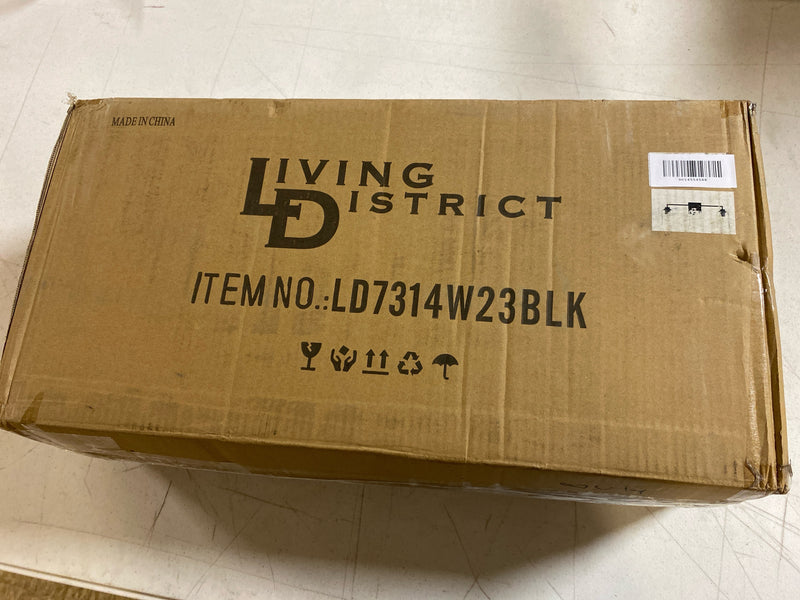 MADE IN CHINA
LIVING
DISTRICT
ITEM NO.:LD7314W23BLK